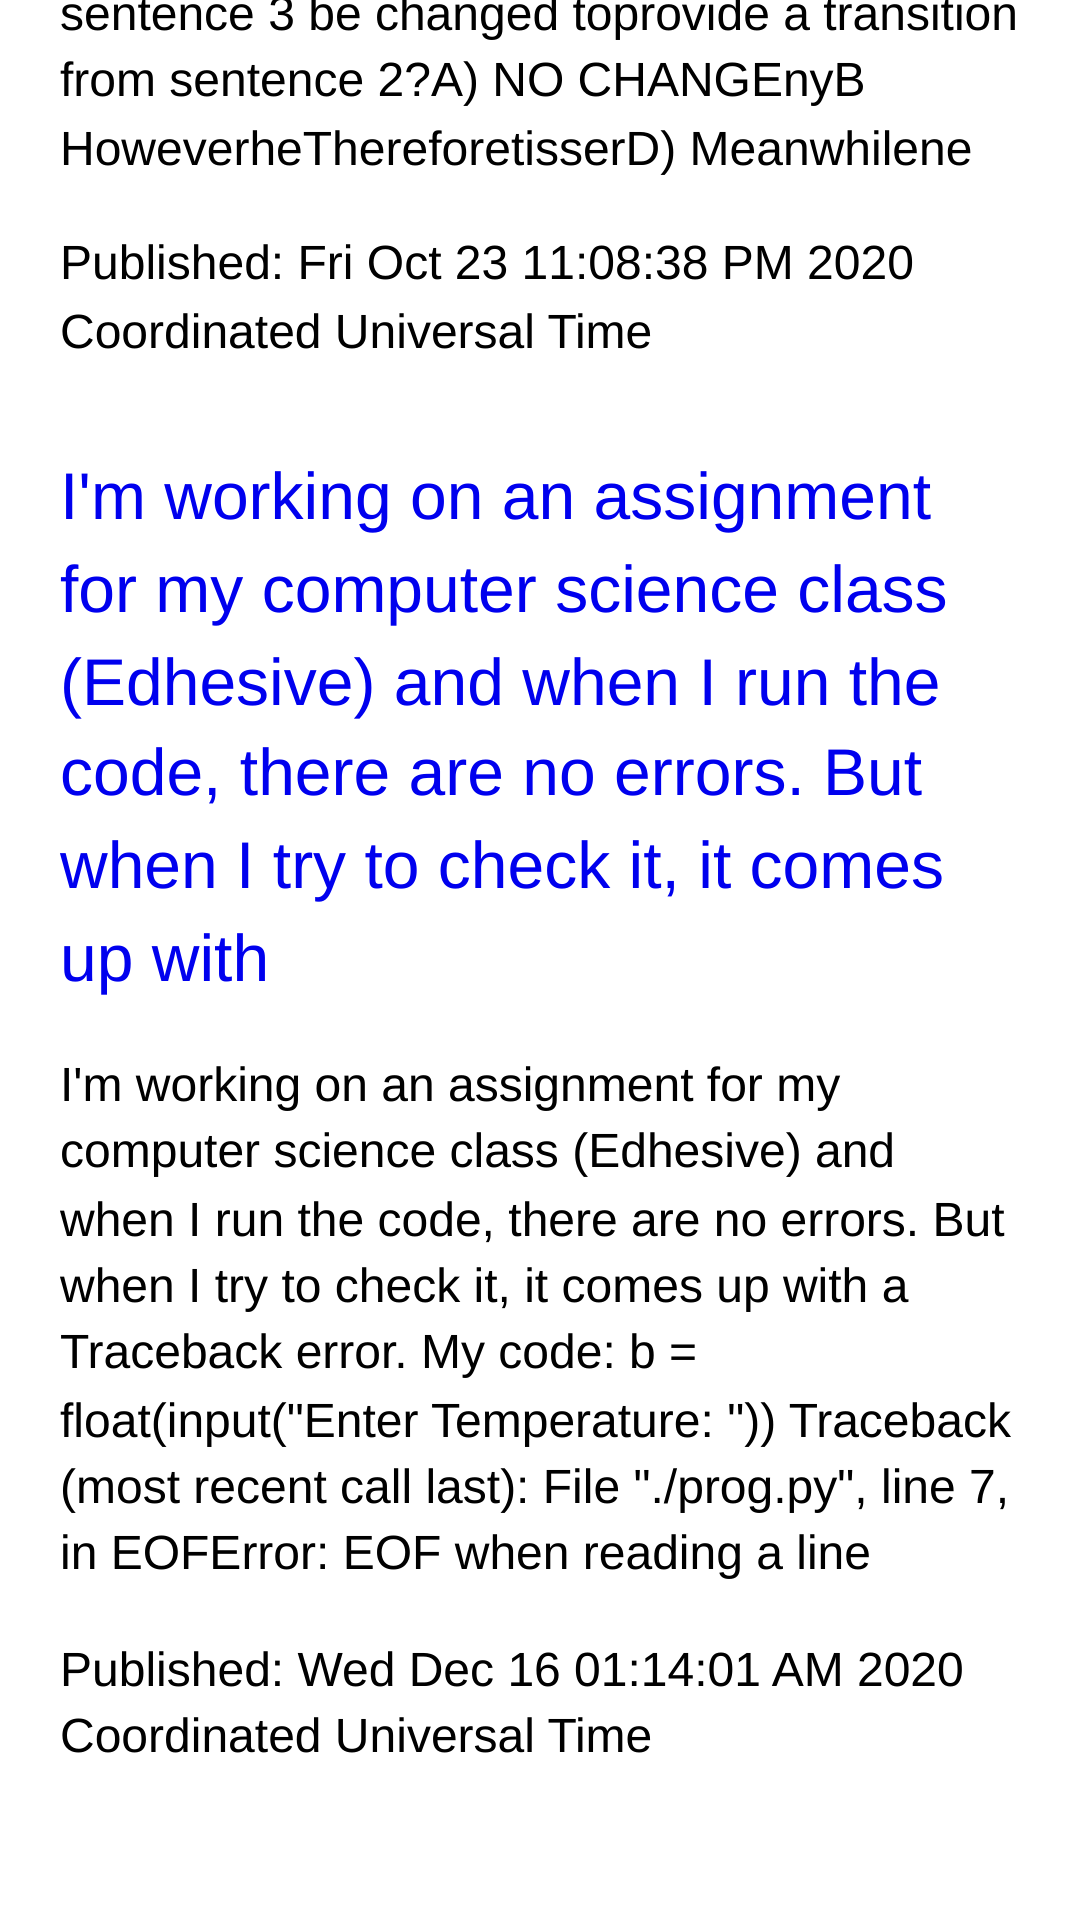 sentence 3 be changed toprovide a transition
from sentence 2?A) NO CHANGEnyB
HoweverheThereforetisserD) Meanwhilene
Published: Fri Oct 23 11:08:38 PM 2020
Coordinated Universal Time
I'm working on an assignment
for my computer science class
(Edhesive) and when I run the
code, there are no errors. But
when I try to check it, it comes
up with
I'm working on an assignment for my
computer science class (Edhesive) and
when I run the code, there are no errors. But
when I try to check it, it comes up with a
Traceback error. My code: b =
float(input("Enter Temperature: ")) Traceback
(most recent call last): File "./prog.py", line 7,
in EOFError: EOF when reading a line
Published: Wed Dec 16 01:14:01 AM 2020
Coordinated Universal Time